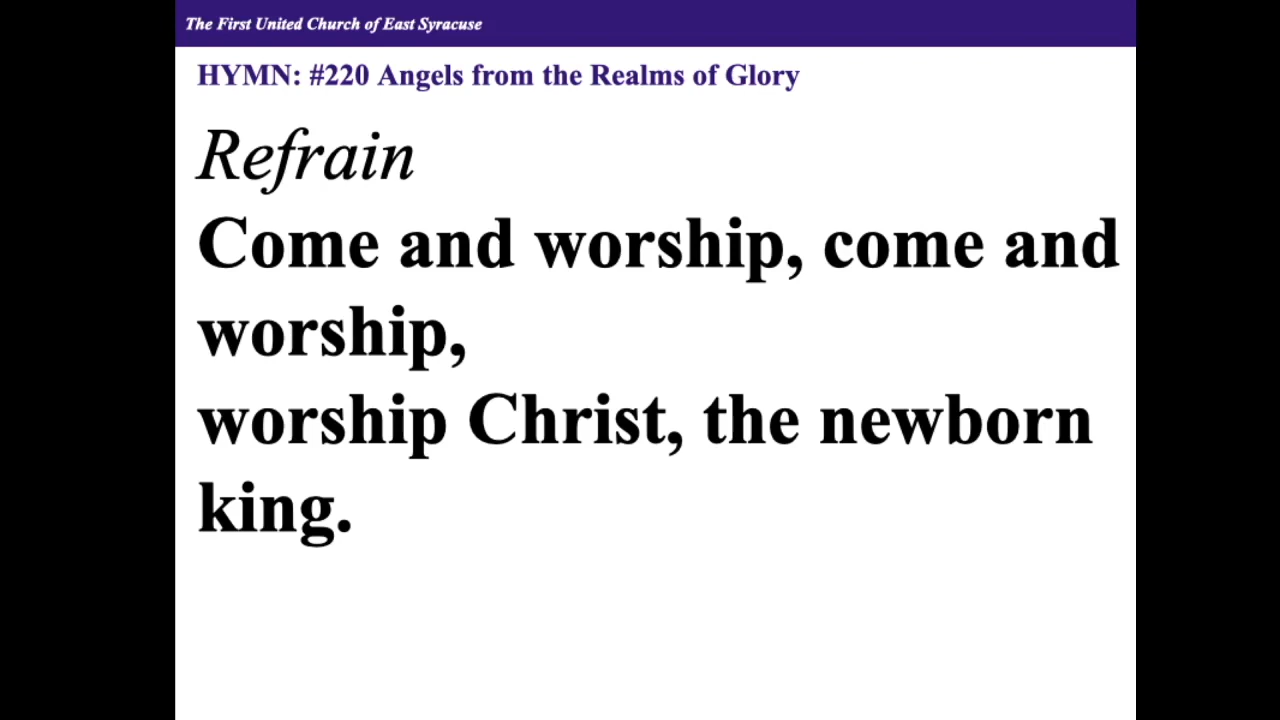 The First United Church of East Syracuse
HYMN: #220 Angels from the Realms of Glory
Refrain
Come and worship, come and
worship,
worship Christ, the newborn
king.